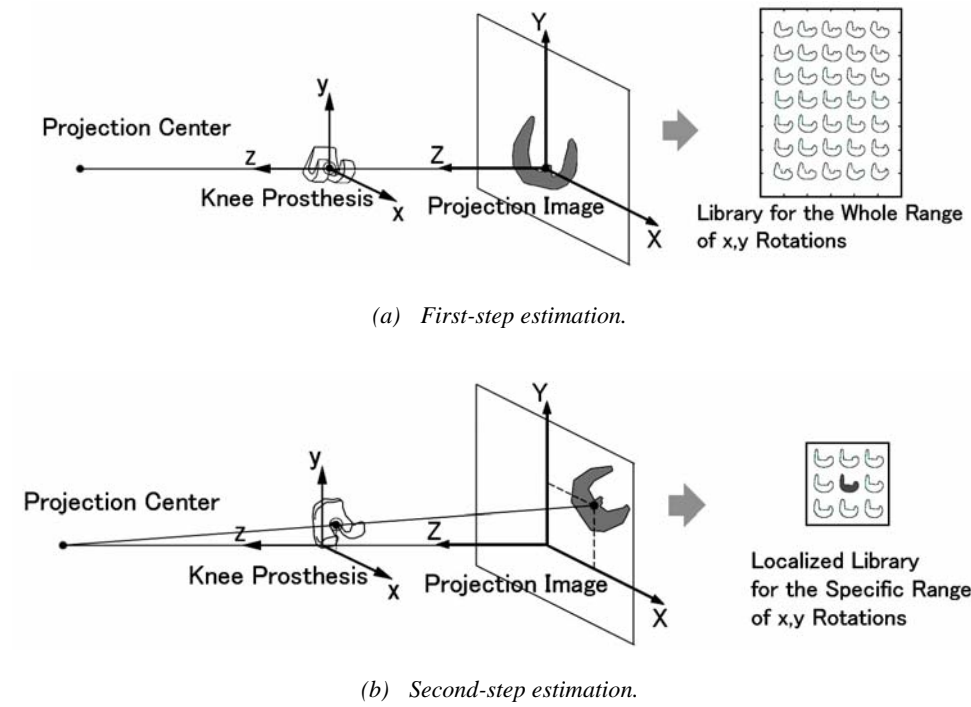 Y
y
Projection Center
z
Z
Knee Prosthesis
x
Projection Image
X
Library for the Whole Range
of x,y Rotations
(a) First-step estimation.
Y
y
Projection Center
z
Z
Knee Prosthesis
x
Projection Image
X
Localized Library
for the Specific Range
of x,y Rotations
(b) Second-step estimation.